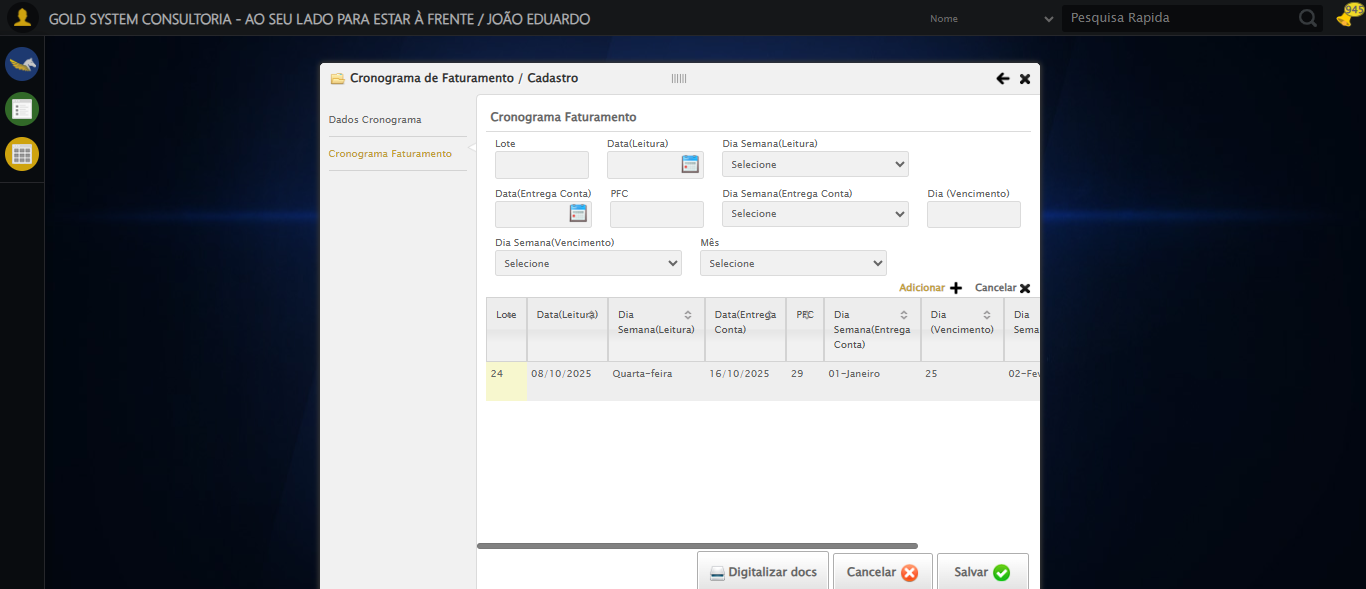 GOLD SYSTEM CONSULTORIA - AO SEU LADO PARA ESTAR À FRENTE / JOÃO EDUARDO
Nome
Pesquisa Rapida
945
Cronograma de Faturamento / Cadastro
Dados Cronograma
Cronograma Faturamento
Cronograma Faturamento
Lote
Data(Leitura)
Dia Semana(Leitura)
Selecione
Data(Entrega Conta)
PFC
Dia Semana(Entrega Conta)
Dia (Vencimento)
Selecione
Dia Semana(Vencimento)
Mês
Selecione
Selecione
Adicionar
Cancelar
Lote
Data(Leitura)
Dia
Semana(Leitura)
Data(Entrega
Conta)
PFC
Dia
Semana(Entrega
Conta)
Dia
(Vencimento)
Dia
Sema
24 08/10/2025 Quarta-feira 16/10/2025 29 01-Janeiro 25 02-Fev
Digitalizar docs
Cancelar
Salvar